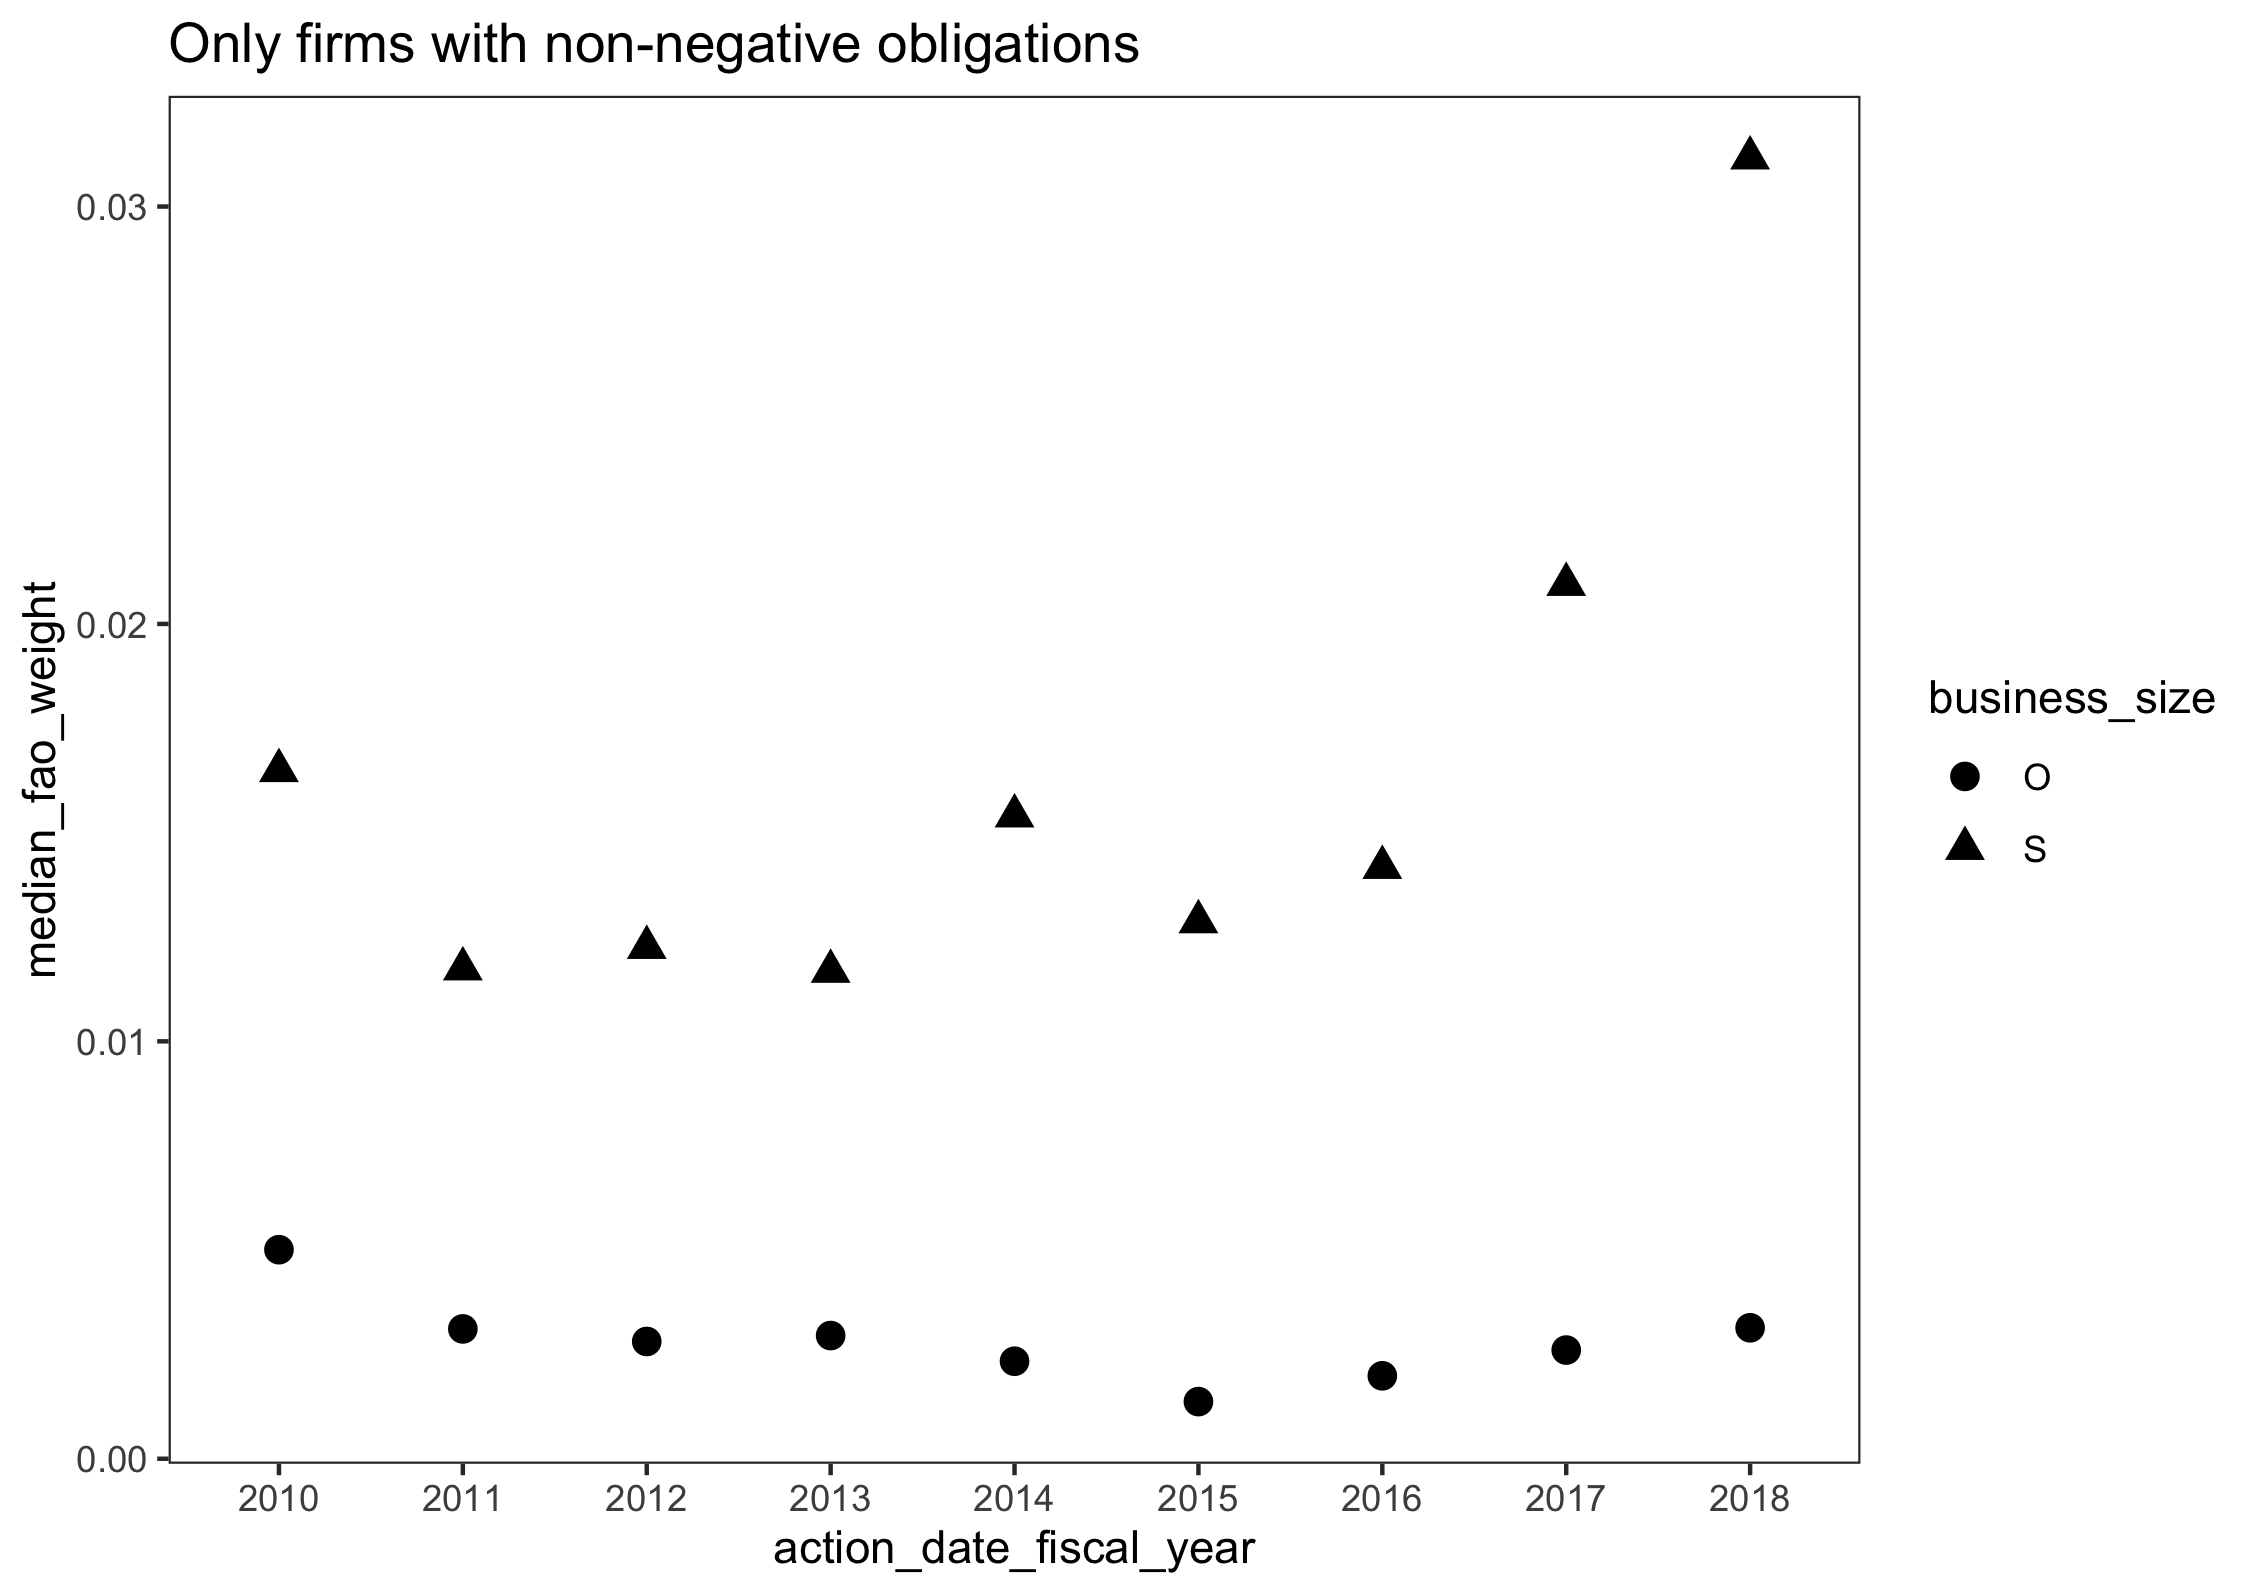 Only firms with non-negative obligations
median_fao_weight
0.03
0.02
0.01
0.00
2010 2011 2012 2013 2014 2015 2016 2017 2018
action_date_fiscal_year
business_size
O
S